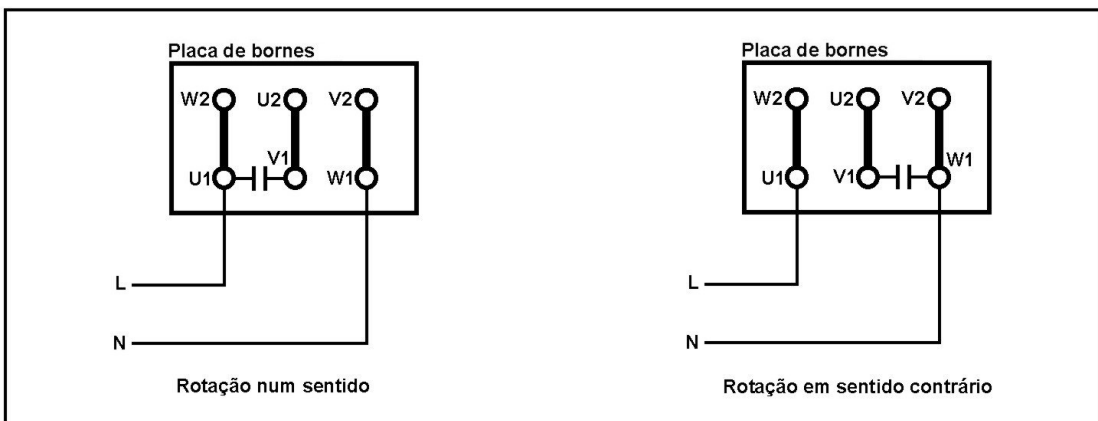 Placa de bornes
W2 U2 V2
V1
U1 W1
L
N
Rotação num sentido
Placa de bornes
W2 U2 V2
W1
U1 V1
L
N
Rotação em sentido contrário